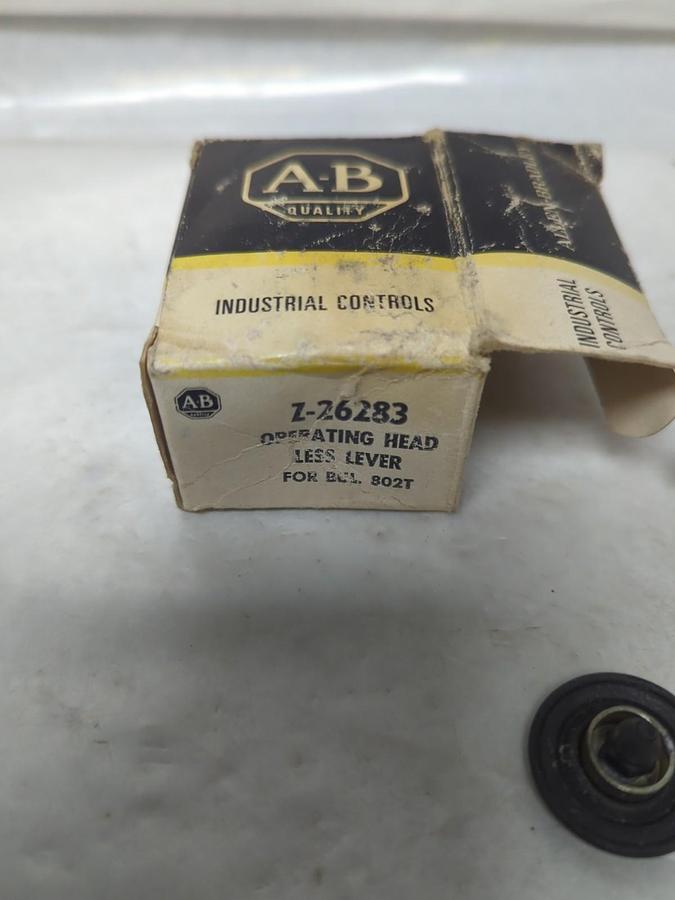 A-B
QUALITY
INDUSTRIAL CONTROLS
INDUSTRIAL
CONTROLS
A-B
Z-26283
OPERATING HEAD
LESS LEVER
FOR BUL. 802T